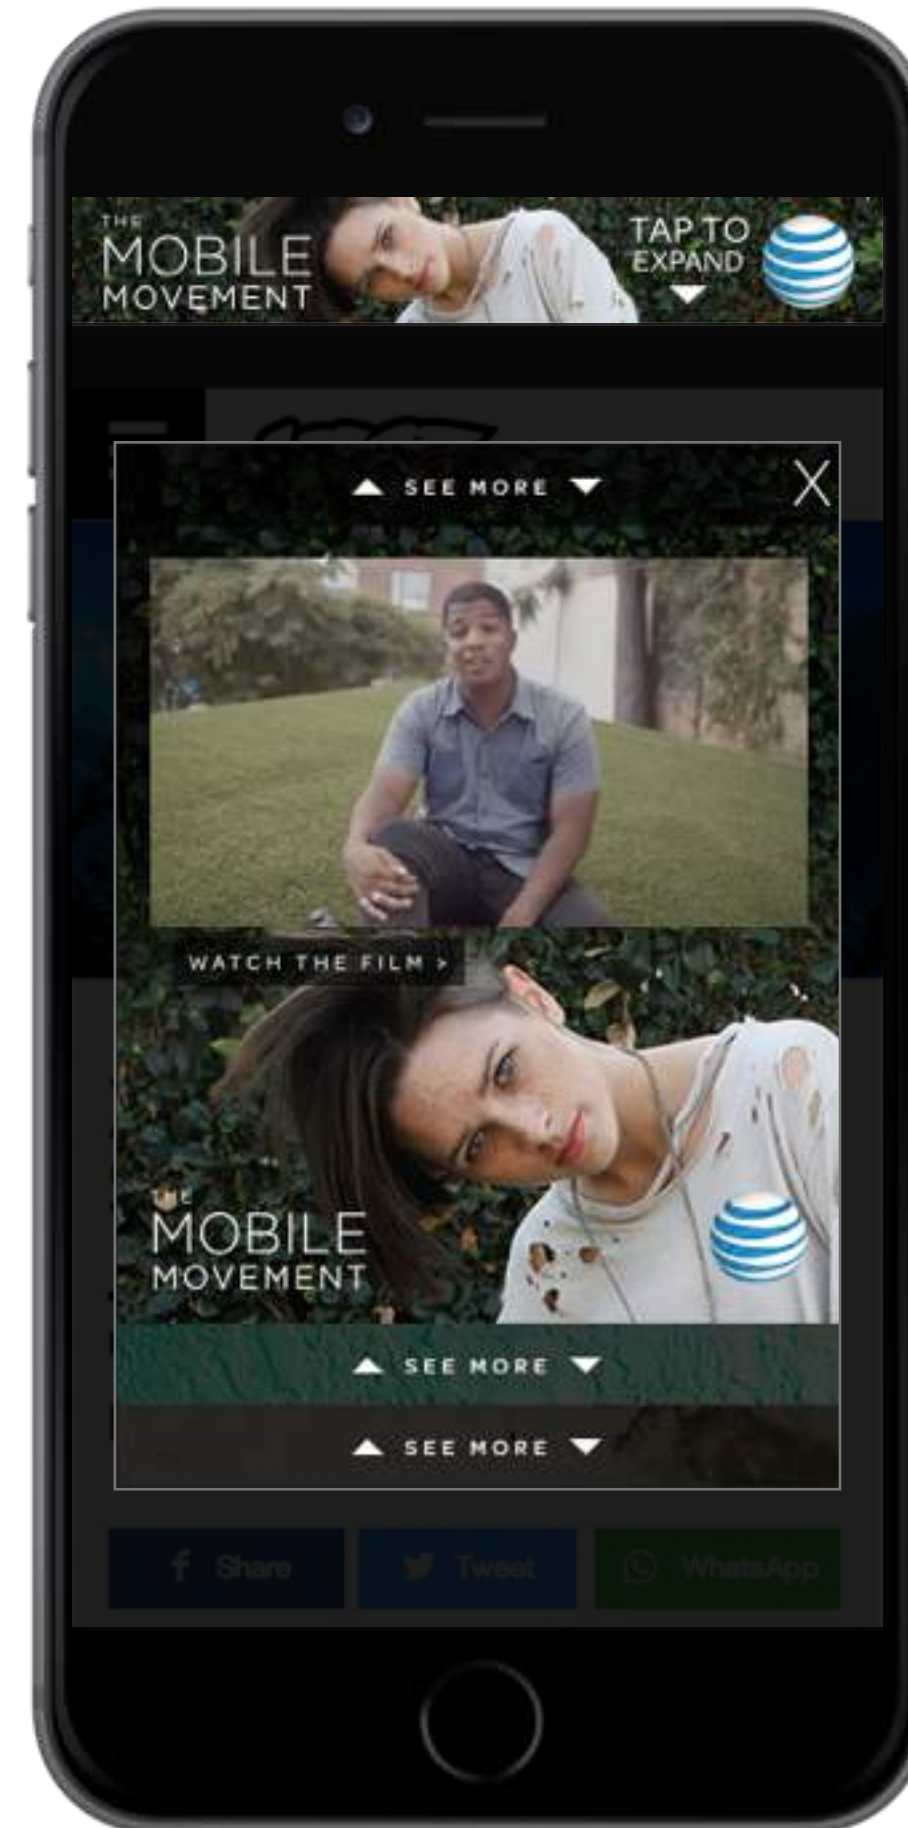 THE
MOBILE
MOVEMENT
TAP TO
EXPAND
SEE MORE
X
WATCH THE FILM >
THE
MOBILE
MOVEMENT
SEE MORE
SEE MORE
Share
Tweet
WhatsApp